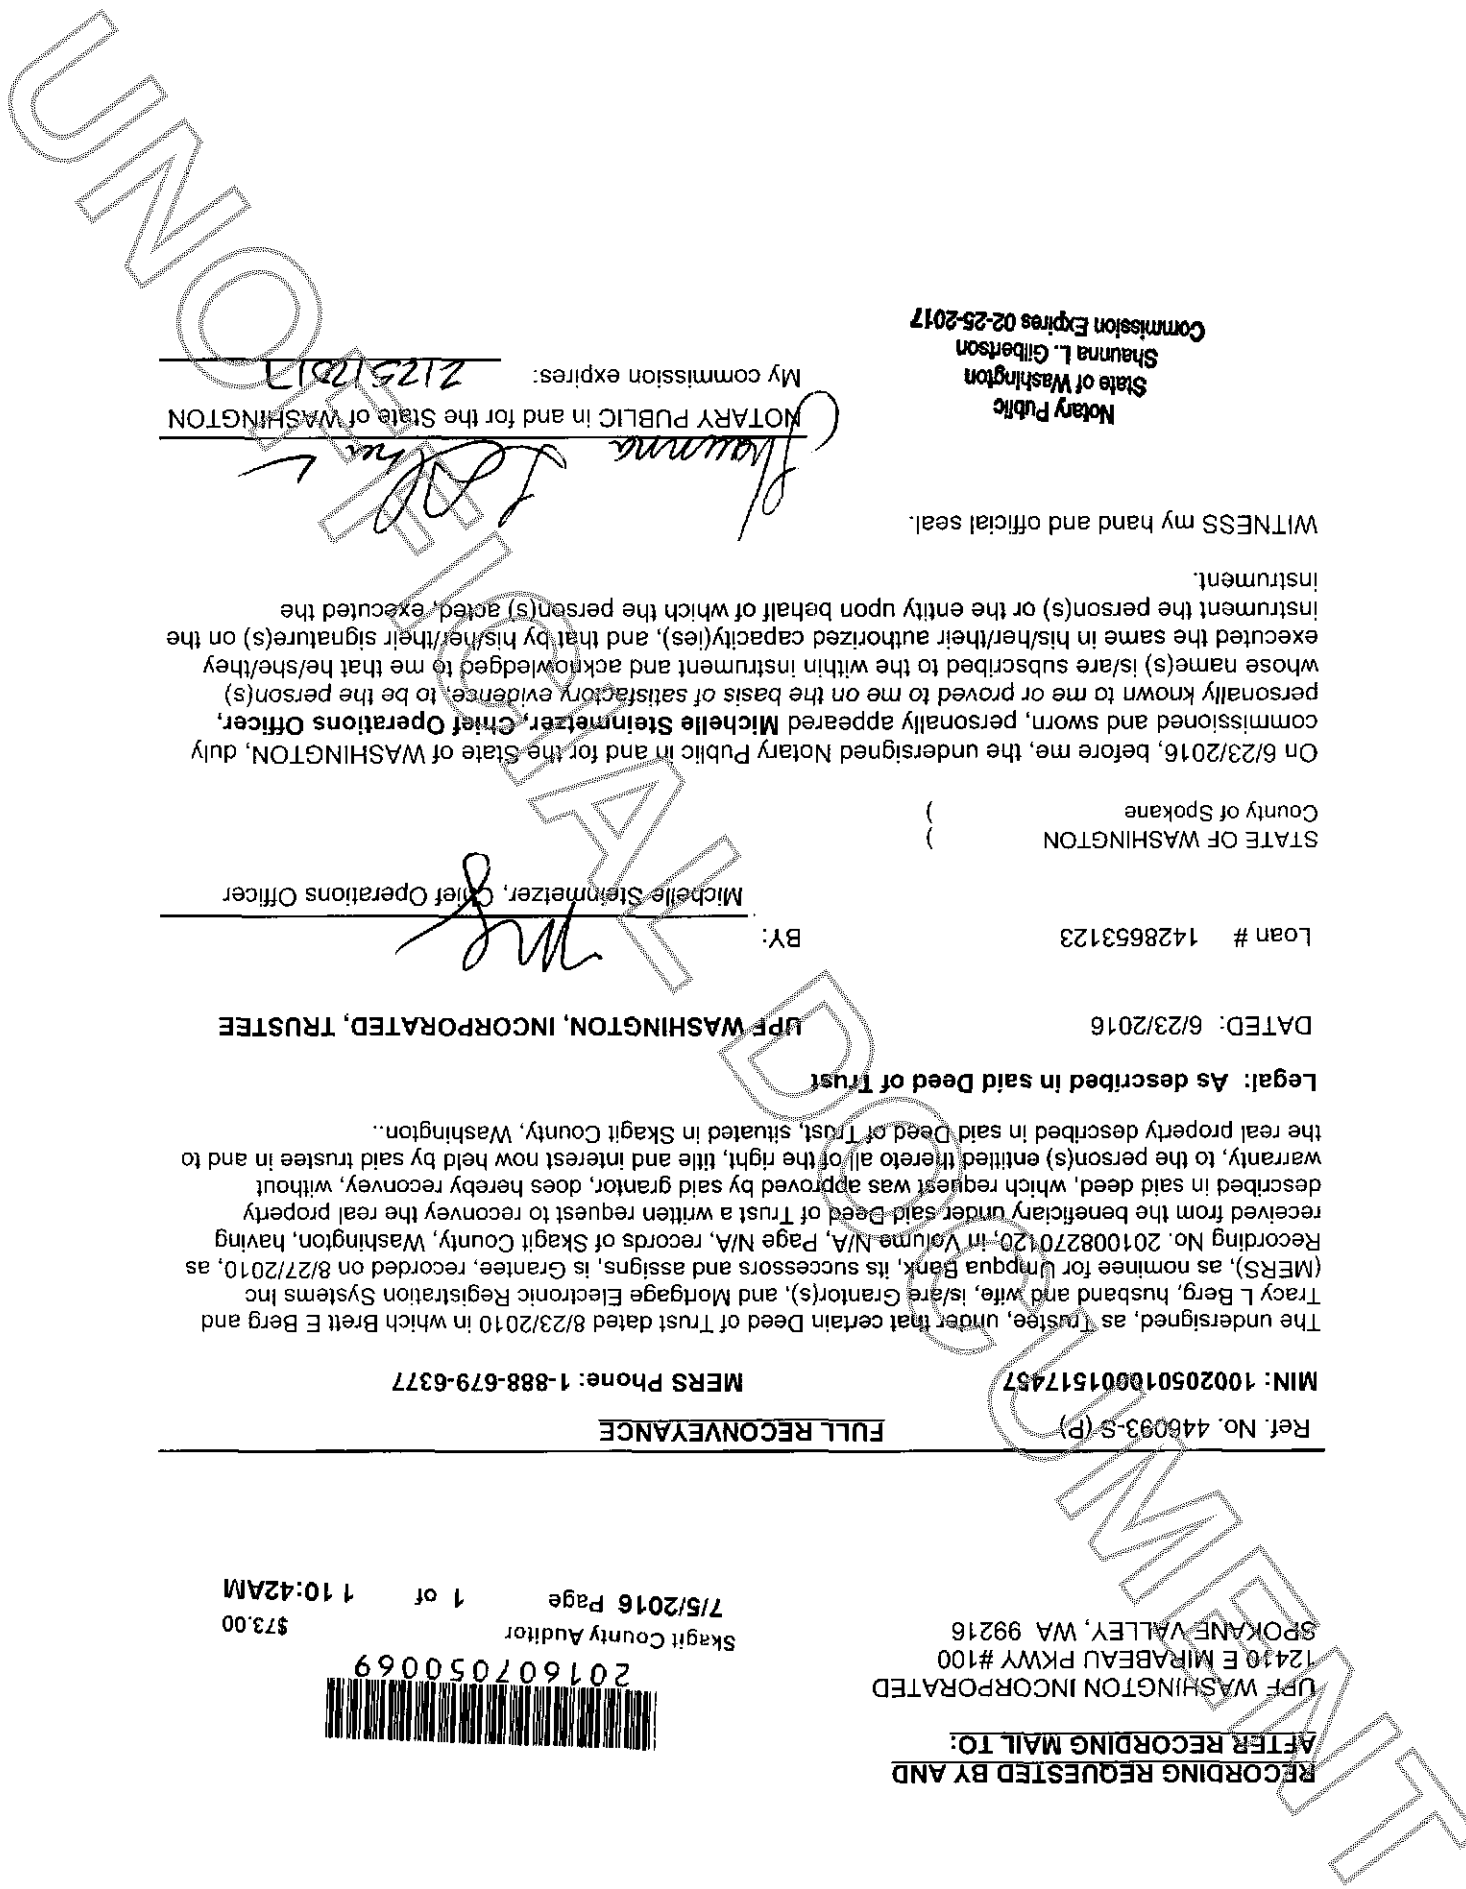 RECORDING REQUESTED BY AND
AFTER RECORDING MAIL TO:
UPF WASHINGTON INCORPORATED
12410 E MIRABEAU PKWY #100
SPOKANE VALLEY, WA 99216
201607050069
Skagit County Auditor $73.00
7/5/2016 Page 1 of 1 10:42AM
Ref. No. 446093-S (P) FULL RECONVEYANCE
MIN: 1002050100001517457 MERS Phone: 1-888-679-6377
The undersigned, as Trustee, under that certain Deed of Trust dated 8/23/2010 in which Brett E Berg and
Tracy L Berg, husband and wife, is/are Grantor(s), and Mortgage Electronic Registration Systems Inc
(MERS), as nominee for Umpqua Bank, its successors and assigns, is Grantee, recorded on 8/27/2010, as
Recording No. 201008270120, in Volume N/A, Page N/A, records of Skagit County, Washington, having
received from the beneficiary under said Deed of Trust a written request to reconvey the real property
described in said deed, which request was approved by said grantor, does hereby reconvey, without
warranty, to the person(s) entitled thereto all of the right, title and interest now held by said trustee in and to
the real property described in said Deed of Trust, situated in Skagit County, Washington..
Legal: As described in said Deed of Trust
DATED: 6/23/2016 UPF WASHINGTON, INCORPORATED, TRUSTEE
Loan # 1428653123 BY:
Michelle Steinmetzer, Chief Operations Officer
STATE OF WASHINGTON )
County of Spokane )
On 6/23/2016, before me, the undersigned Notary Public in and for the State of WASHINGTON, duly
commissioned and sworn, personally appeared Michelle Steinmetzer, Chief Operations Officer,
personally known to me or proved to me on the basis of satisfactory evidence, to be the person(s)
whose name(s) is/are subscribed to the within instrument and acknowledged to me that he/she/they
executed the same in his/her/their authorized capacity(ies), and that by his/her/their signature(s) on the
instrument the person(s) or the entity upon behalf of which the person(s) acted, executed the
instrument.
WITNESS my hand and official seal.
Shaunna
NOTARY PUBLIC in and for the State of WASHINGTON
My commission expires: 2/25/2017
Notary Public
State of Washington
Shaunna L. Gilbertson
Commission Expires 02-25-2017
UNOFFICIAL DOCUMENT